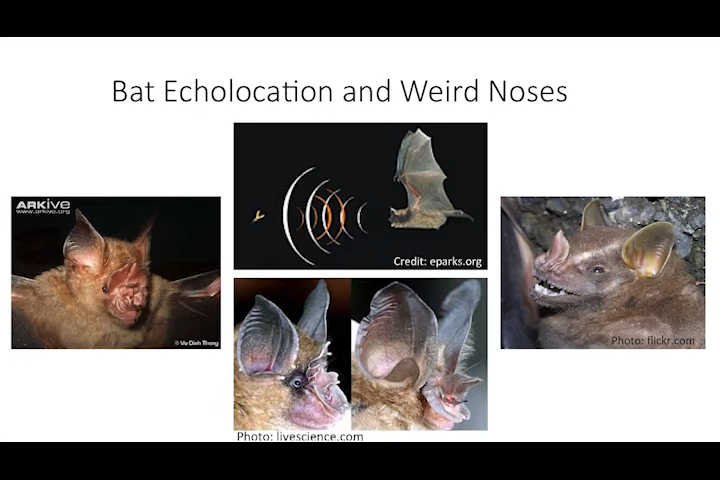 Bat Echolocation and Weird Noses
ARKIVE
www.arkive.org
© Vu Dinh Thong
Credit: eparks.org
Photo: livescience.com
Photo: flickr.com